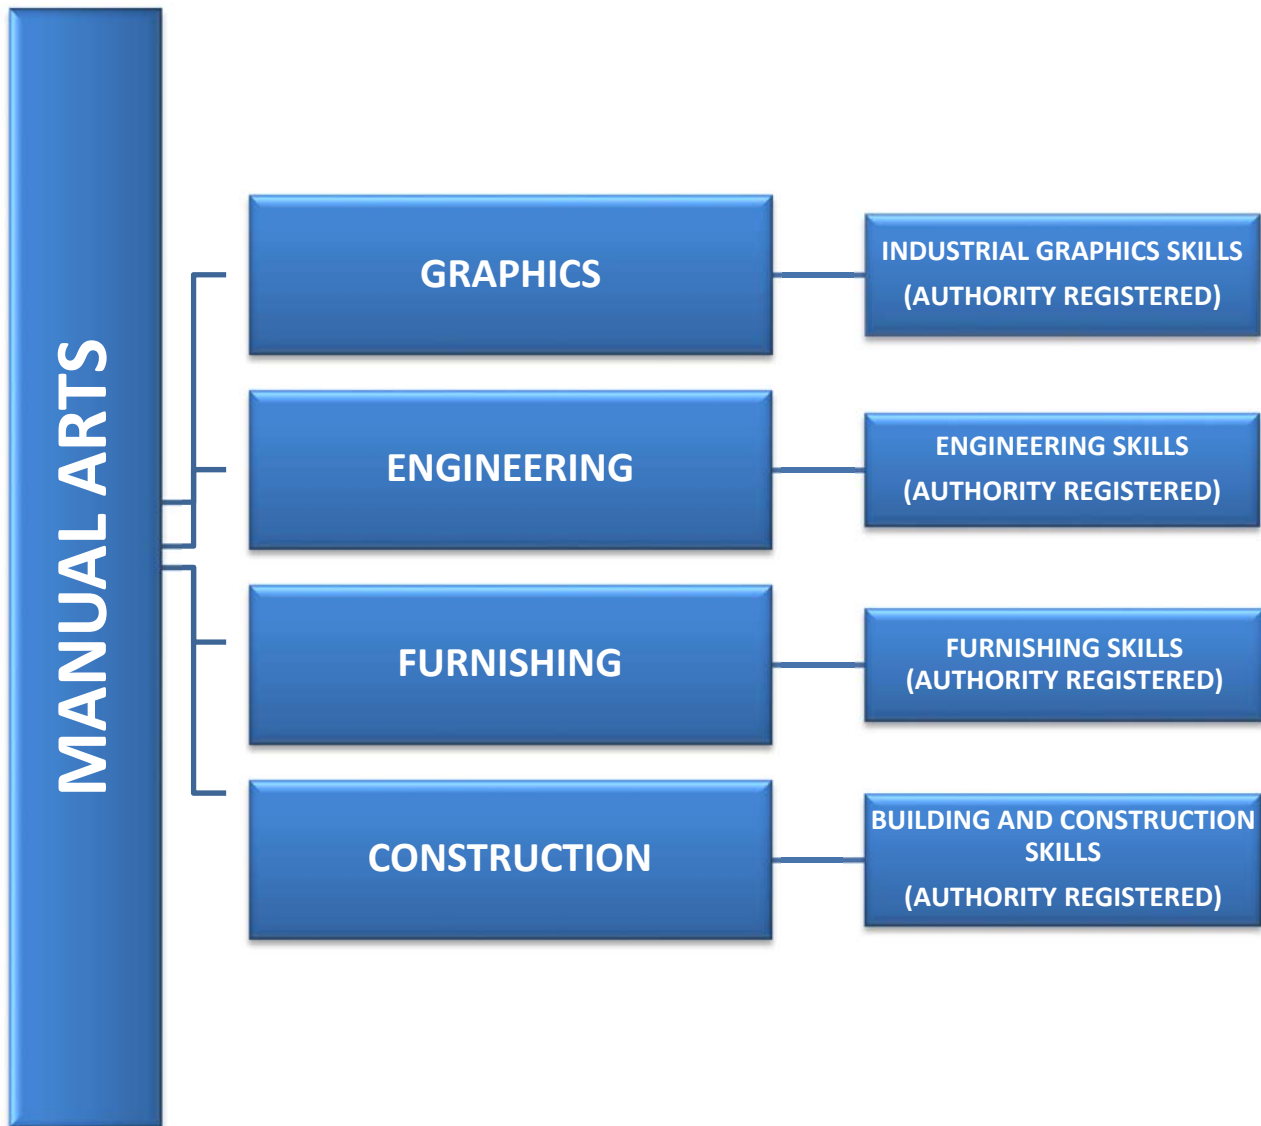 MANUAL ARTS
GRAPHICS
INDUSTRIAL GRAPHICS SKILLS
(AUTHORITY REGISTERED)
ENGINEERING
ENGINEERING SKILLS
(AUTHORITY REGISTERED)
FURNISHING
FURNISHING SKILLS
(AUTHORITY REGISTERED)
CONSTRUCTION
BUILDING AND CONSTRUCTION
SKILLS
(AUTHORITY REGISTERED)